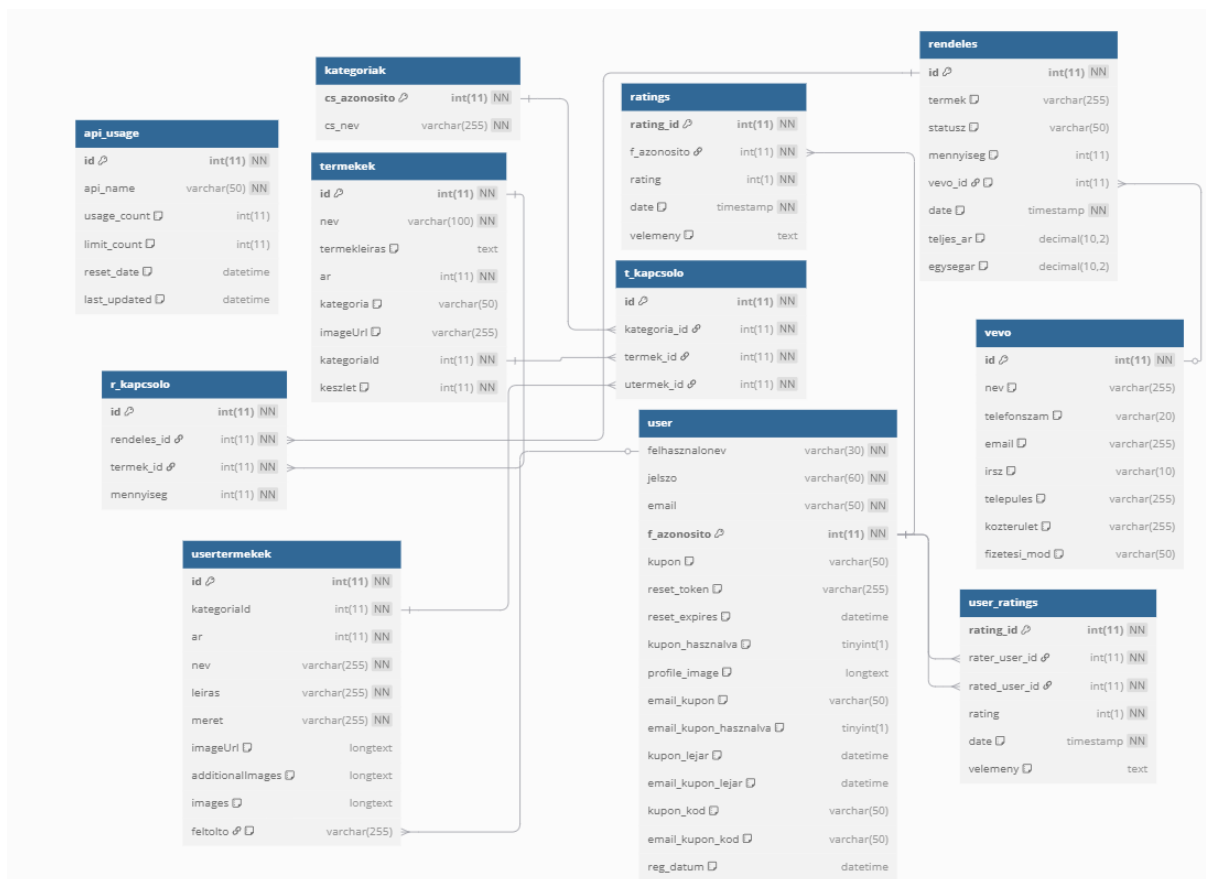 api_usage
id int(11) NN
api_name varchar(50) NN
usage_count int(11)
limit_count int(11)
reset_date datetime
last_updated datetime
kategoriak
cs_azonosito int(11) NN
cs_nev varchar(255) NN
termekek
id int(11) NN
nev varchar(100) NN
termekleiras text
ar int(11) NN
kategoria varchar(50)
imageUrl varchar(255)
kategoriaId int(11) NN
keszlet int(11) NN
ratings
rating_id int(11) NN
f_azonosito int(11) NN
rating int(1) NN
date timestamp NN
velemeny text
t_kapcsolo
id int(11) NN
kategoria_id int(11) NN
termek_id int(11) NN
utermek_id int(11) NN
rendeles
id int(11) NN
termek varchar(255)
statusz varchar(50)
mennyiseg int(11)
vevo_id int(11)
date timestamp NN
teljes_ar decimal(10,2)
egysegar decimal(10,2)
vevo
id int(11) NN
nev varchar(255)
telefonszam varchar(20)
email varchar(255)
irsz varchar(10)
telepules varchar(255)
kozterulet varchar(255)
fizetesi_mod varchar(50)
r_kapcsolo
id int(11) NN
rendeles_id int(11) NN
termek_id int(11) NN
mennyiseg int(11) NN
user
felhasznalonev varchar(30) NN
jelszo varchar(60) NN
email varchar(50) NN
f_azonosito int(11) NN
kupon varchar(50)
reset_token varchar(255)
reset_expires datetime
kupon_hasznalva tinyint(1)
profile_image longtext
email_kupon varchar(50)
email_kupon_hasznalva tinyint(1)
kupon_lejar datetime
email_kupon_lejar datetime
kupon_kod varchar(50)
email_kupon_kod varchar(50)
reg_datum datetime
usertermekek
id int(11) NN
kategoriaId int(11) NN
ar int(11) NN
nev varchar(255) NN
leiras varchar(255) NN
meret varchar(255) NN
imageUrl longtext
additionalImages longtext
images longtext
feltolto varchar(255)
user_ratings
rating_id int(11) NN
rater_user_id int(11) NN
rated_user_id int(11) NN
rating int(1) NN
date timestamp NN
velemeny text